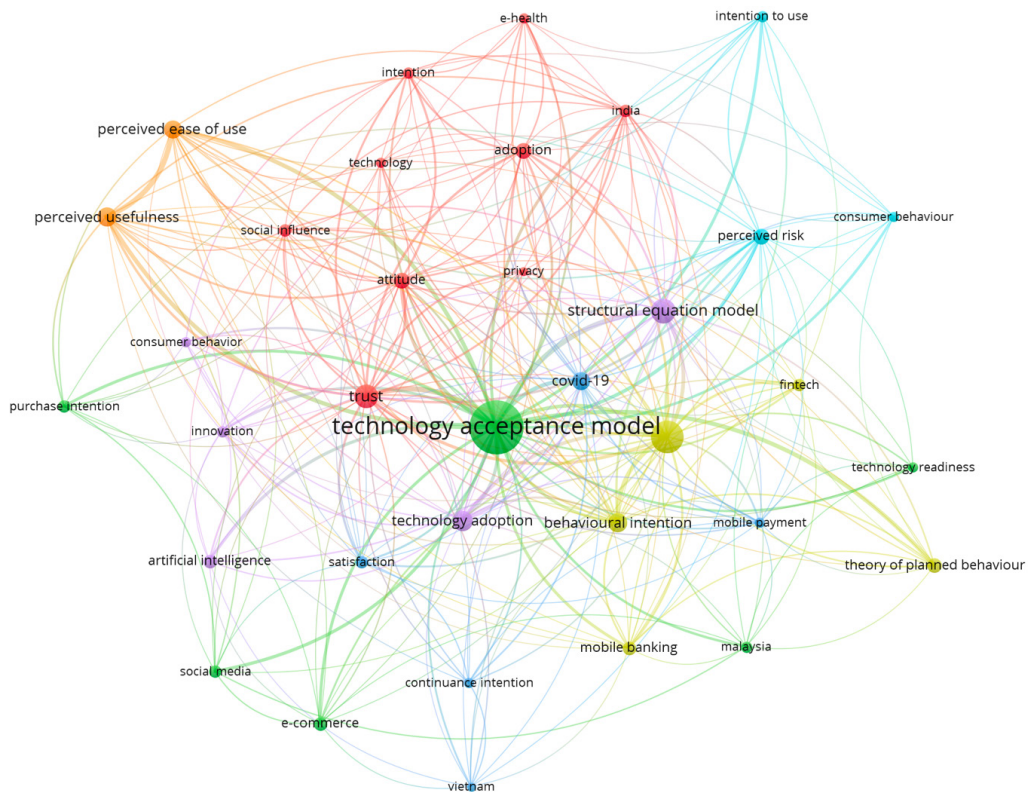 e-health
intention to use
intention
india
perceived ease of use
adoption
technology
perceived usefulness
social influence
consumer behaviour
perceived risk
privacy
attitude
structural equation model
consumer behavior
covid-19
fintech
trust
purchase intention
technology acceptance model
innovation
technology readiness
technology adoption
behavioural intention
mobile payment
artificial intelligence
satisfaction
theory of planned behaviour
mobile banking
malaysia
social media
continuance intention
e-commerce
vietnam